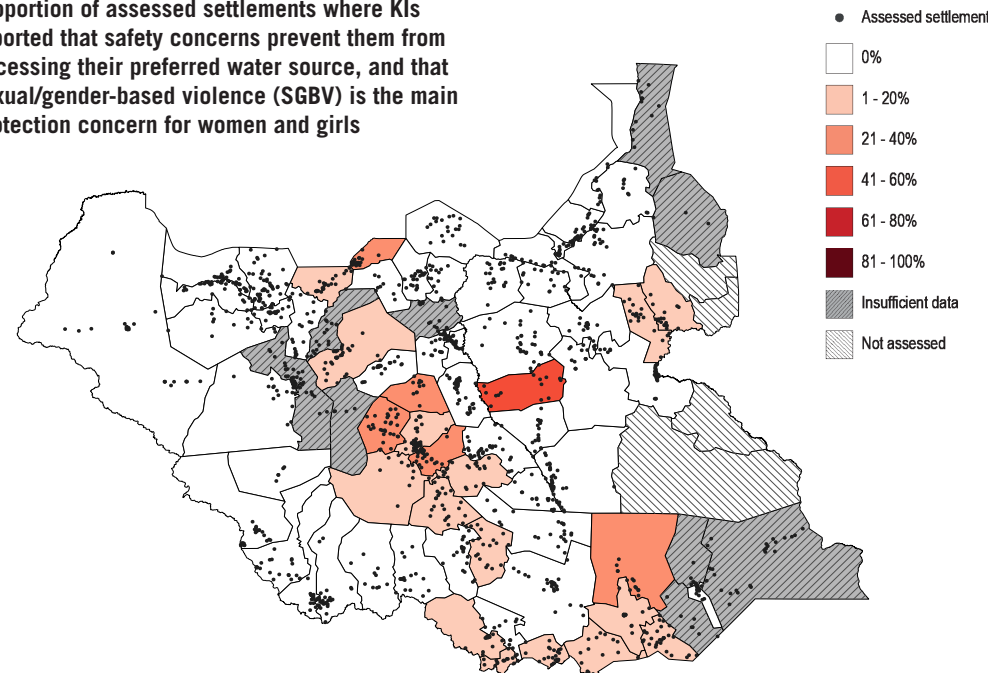 oportion of assessed settlements where KIs
ported that safety concerns prevent them from
cessing their preferred water source, and that
xual/gender-based violence (SGBV) is the main
otection concern for women and girls
Assessed settlement
0%
1 - 20%
21 - 40%
41 - 60%
61 - 80%
81 - 100%
Insufficient data
Not assessed